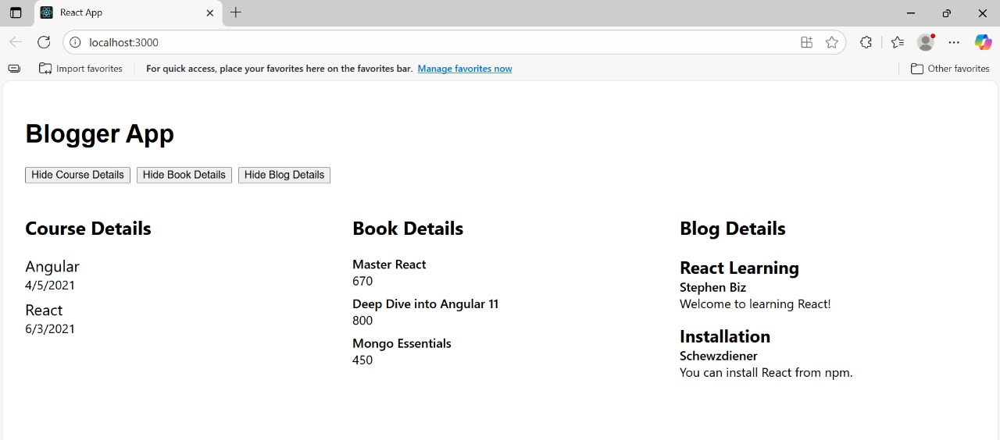 React App
localhost:3000
Import favorites For quick access, place your favorites here on the favorites bar. Manage favorites now Other favorites
Blogger App
Hide Course Details Hide Book Details Hide Blog Details
Course Details
Angular
4/5/2021
React
6/3/2021
Book Details
Master React
670
Deep Dive into Angular 11
800
Mongo Essentials
450
Blog Details
React Learning
Stephen Biz
Welcome to learning React!
Installation
Schewzdiener
You can install React from npm.